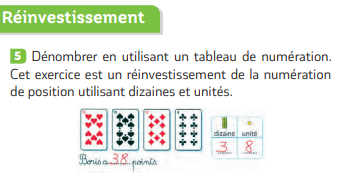 Réinvestissement
5 Dénombrer en utilisant un tableau de numération.
Cet exercice est un réinvestissement de la numération
de position utilisant dizaines et unités.
dizaine unité
3 8
Boris a 38 points.